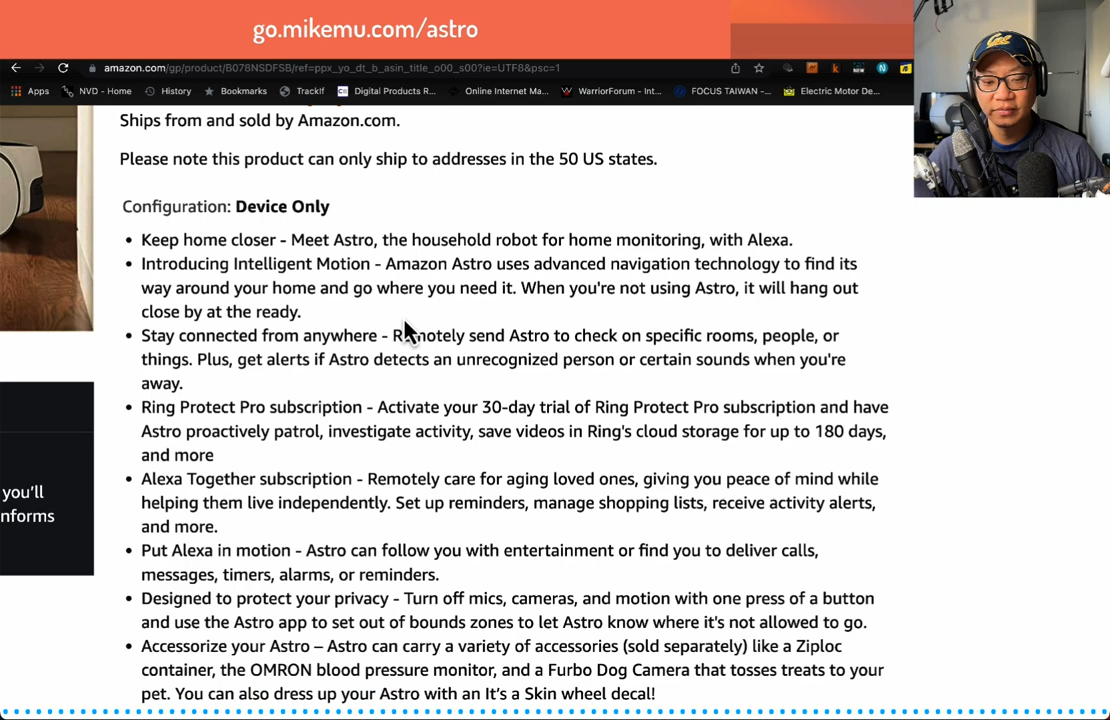 go.mikemu.com/astro
amazon.com/gp/product/B078NSDFSB/ref=ppx_yo_dt_b_asin_title_o00_s00?ie=UTF8&psc=1
Apps NVD - Home History Bookmarks TrackIf Digital Products R... Online Internet Ma... WarriorForum - Int... FOCUS TAIWAN -... Electric Motor De...
Cal
Ships from and sold by Amazon.com.
Please note this product can only ship to addresses in the 50 US states.
Configuration: Device Only
• Keep home closer - Meet Astro, the household robot for home monitoring, with Alexa.
• Introducing Intelligent Motion - Amazon Astro uses advanced navigation technology to find its
way around your home and go where you need it. When you're not using Astro, it will hang out
close by at the ready.
• Stay connected from anywhere - Remotely send Astro to check on specific rooms, people, or
things. Plus, get alerts if Astro detects an unrecognized person or certain sounds when you're
away.
• Ring Protect Pro subscription - Activate your 30-day trial of Ring Protect Pro subscription and have
Astro proactively patrol, investigate activity, save videos in Ring's cloud storage for up to 180 days,
and more
• Alexa Together subscription - Remotely care for aging loved ones, giving you peace of mind while
helping them live independently. Set up reminders, manage shopping lists, receive activity alerts,
and more.
• Put Alexa in motion - Astro can follow you with entertainment or find you to deliver calls,
messages, timers, alarms, or reminders.
• Designed to protect your privacy - Turn off mics, cameras, and motion with one press of a button
and use the Astro app to set out of bounds zones to let Astro know where it's not allowed to go.
• Accessorize your Astro – Astro can carry a variety of accessories (sold separately) like a Ziploc
container, the OMRON blood pressure monitor, and a Furbo Dog Camera that tosses treats to your
pet. You can also dress up your Astro with an It’s a Skin wheel decal!
you’ll
nforms